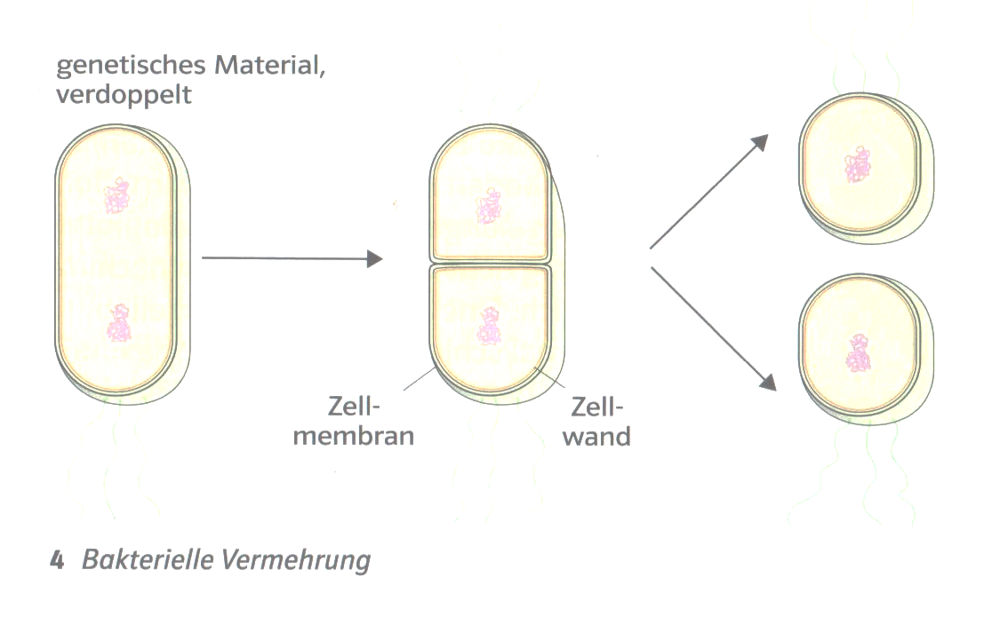 genetisches Material,
verdoppelt
Zell-
membran
Zell-
wand
4 Bakterielle Vermehrung